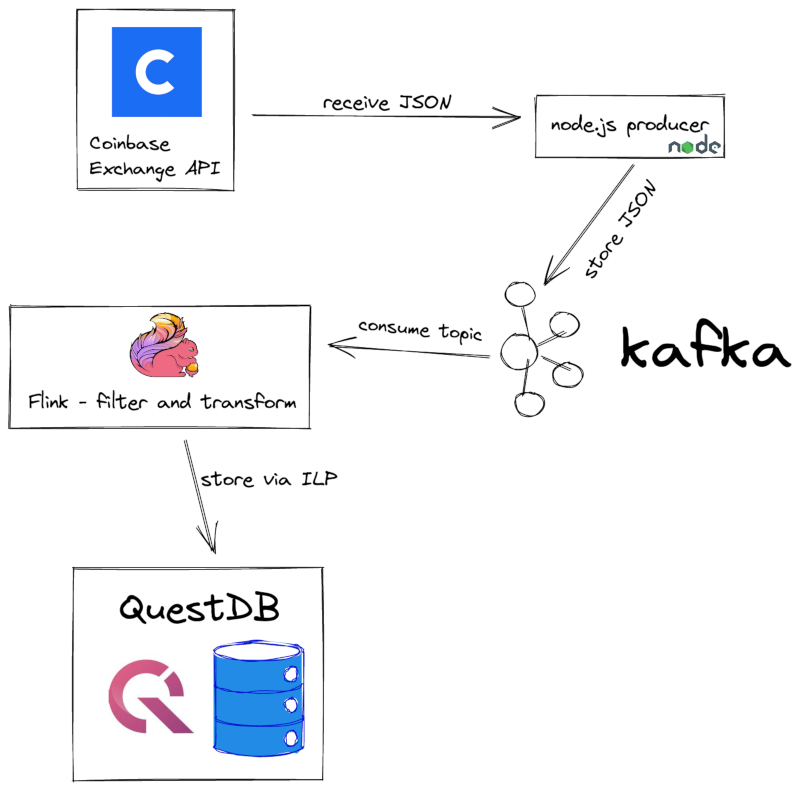 Coinbase
Exchange API
receive JSON
node.js producer
node
store JSON
kafka
consume topic
Flink - filter and transform
store via ILP
QuestDB